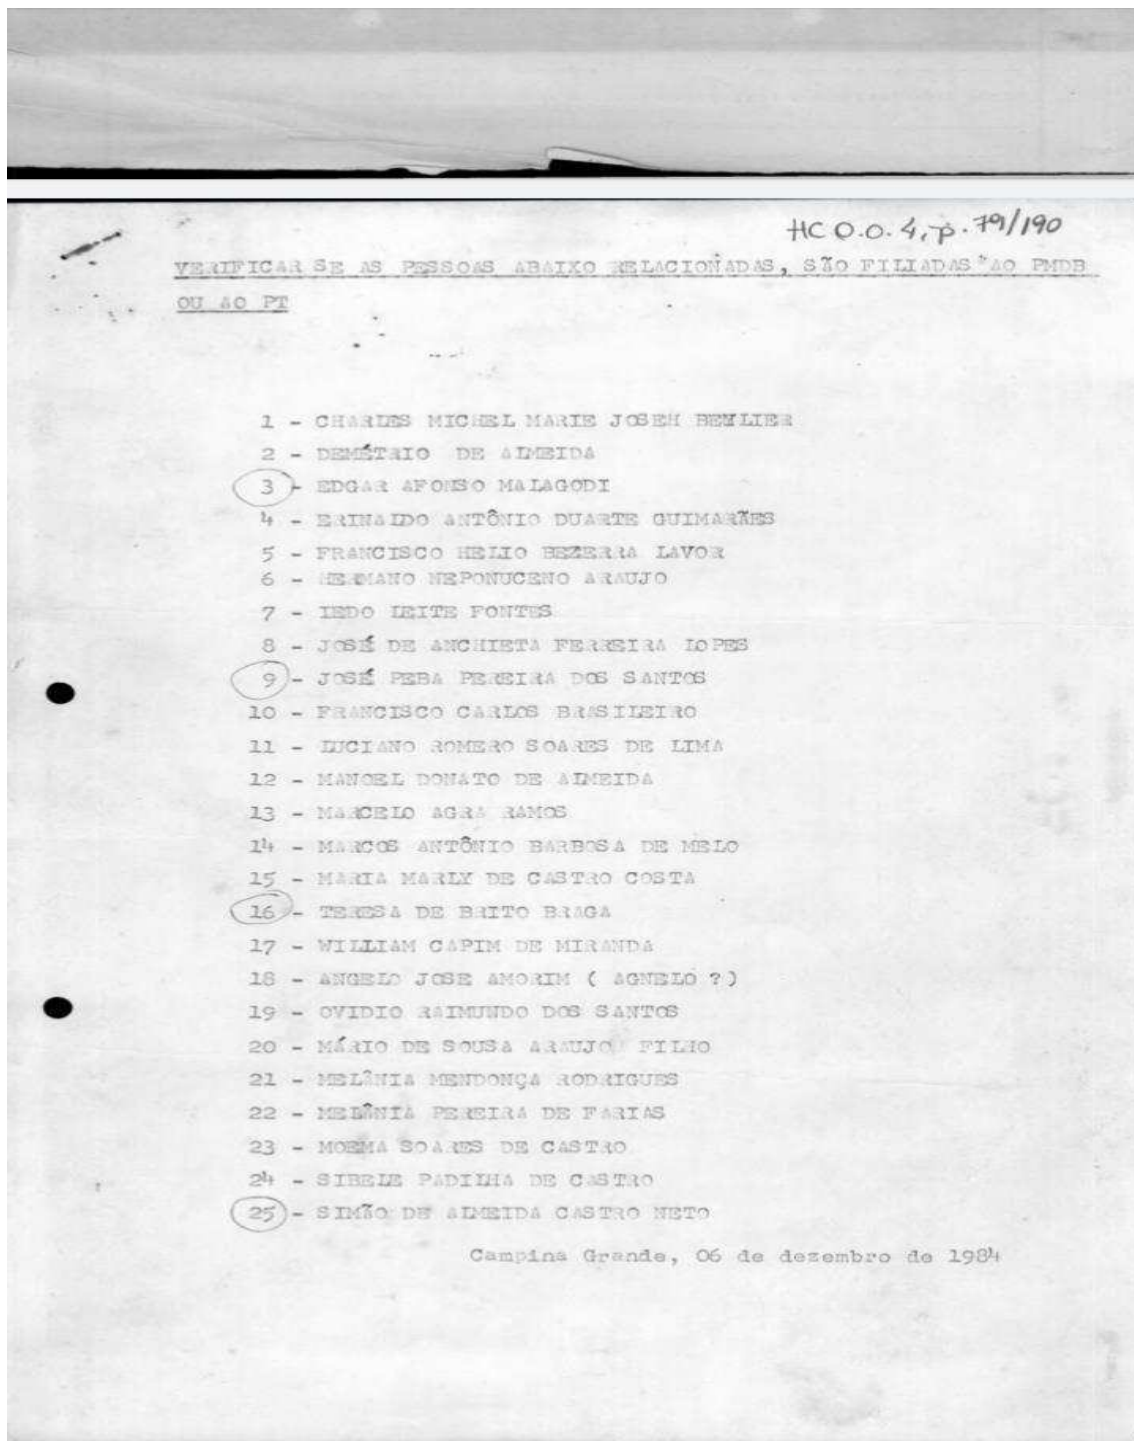 HC O.O. 4, p. 79/190
VERIFICAR SE AS PESSOAS ABAIXO RELACIONADAS, SÃO FILIADAS AO PMDB
OU AO PT
1 - CHARLES MICHEL MARIE JOSEH BEYLIER
2 - DEMÉTRIO DE ALMEIDA
3 - EDGAR AFONSO MALAGODI
4 - ERINALDO ANTÔNIO DUARTE GUIMARÃES
5 - FRANCISCO HELIO BEZERRA LAVOR
6 - HERMANO NEPONUCENO ARAUJO
7 - IEDO LEITE FONTES
8 - JOSÉ DE ANCHIETA FERREIRA LOPES
9 - JOSÉ PEBA PEREIRA DOS SANTOS
10 - FRANCISCO CARLOS BRASILEIRO
11 - LUCIANO ROMERO SOARES DE LIMA
12 - MANOEL DONATO DE ALMEIDA
13 - MARCELO AGRA RAMOS
14 - MARCOS ANTÔNIO BARBOSA DE MELO
15 - MARIA MARLY DE CASTRO COSTA
16 - TERESA DE BRITO BRAGA
17 - WILLIAM CAPIM DE MIRANDA
18 - ANGELO JOSE AMORIM ( AGNELO ?)
19 - OVIDIO RAIMUNDO DOS SANTOS
20 - MÁRIO DE SOUSA ARAUJO FILHO
21 - MELÂNIA MENDONÇA RODRIGUES
22 - MELÂNIA PEREIRA DE FARIAS
23 - MOEMA SOARES DE CASTRO
24 - SIBELE PADILHA DE CASTRO
25 - SIMÃO DE ALMEIDA CASTRO NETO
Campina Grande, 06 de dezembro de 1984